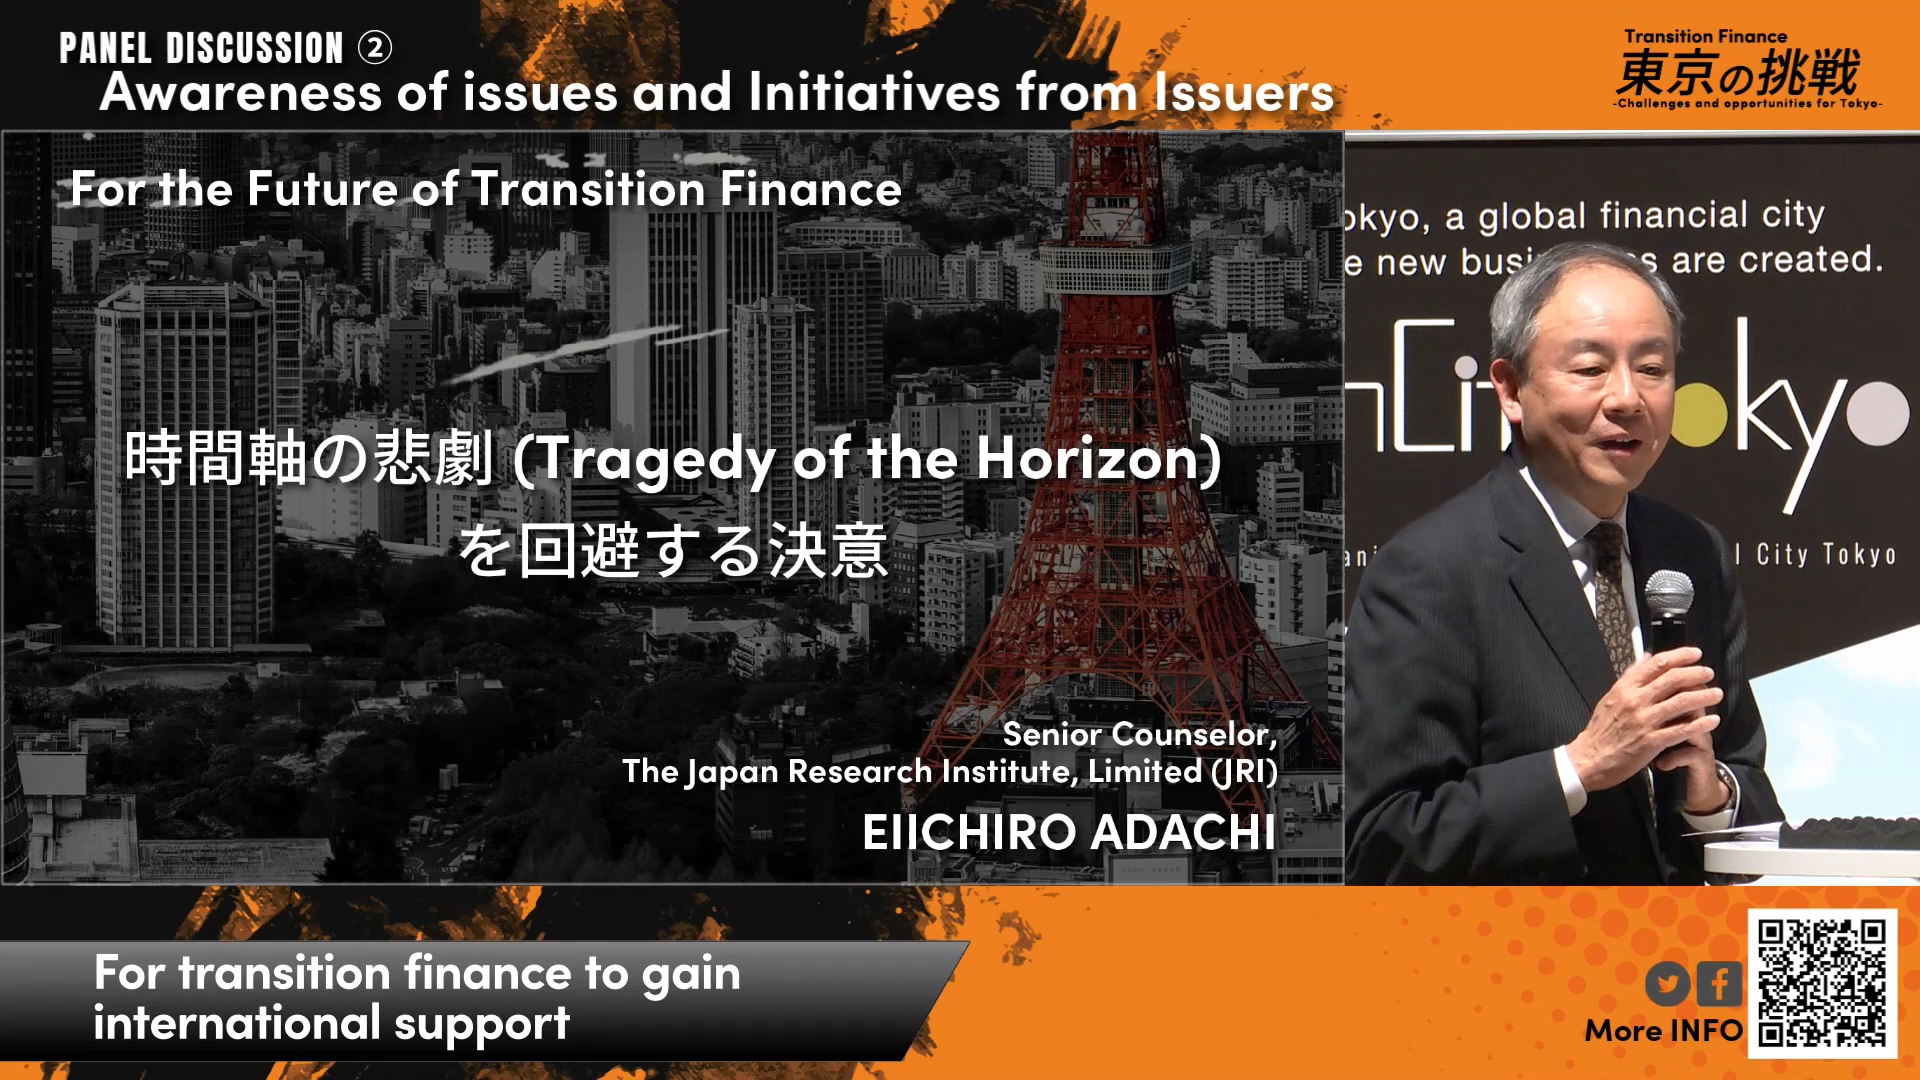 PANEL DISCUSSION ②
Awareness of issues and Initiatives from Issuers
Transition Finance
東京の挑戦
-Challenges and opportunities for Tokyo-
For the Future of Transition Finance
時間軸の悲劇 (Tragedy of the Horizon)
を回避する決意
Senior Counselor,
The Japan Research Institute, Limited (JRI)
EIICHIRO ADACHI
okyo, a global financial city
e new are created.
kyo
City Tokyo
For transition finance to gain
international support
More INFO